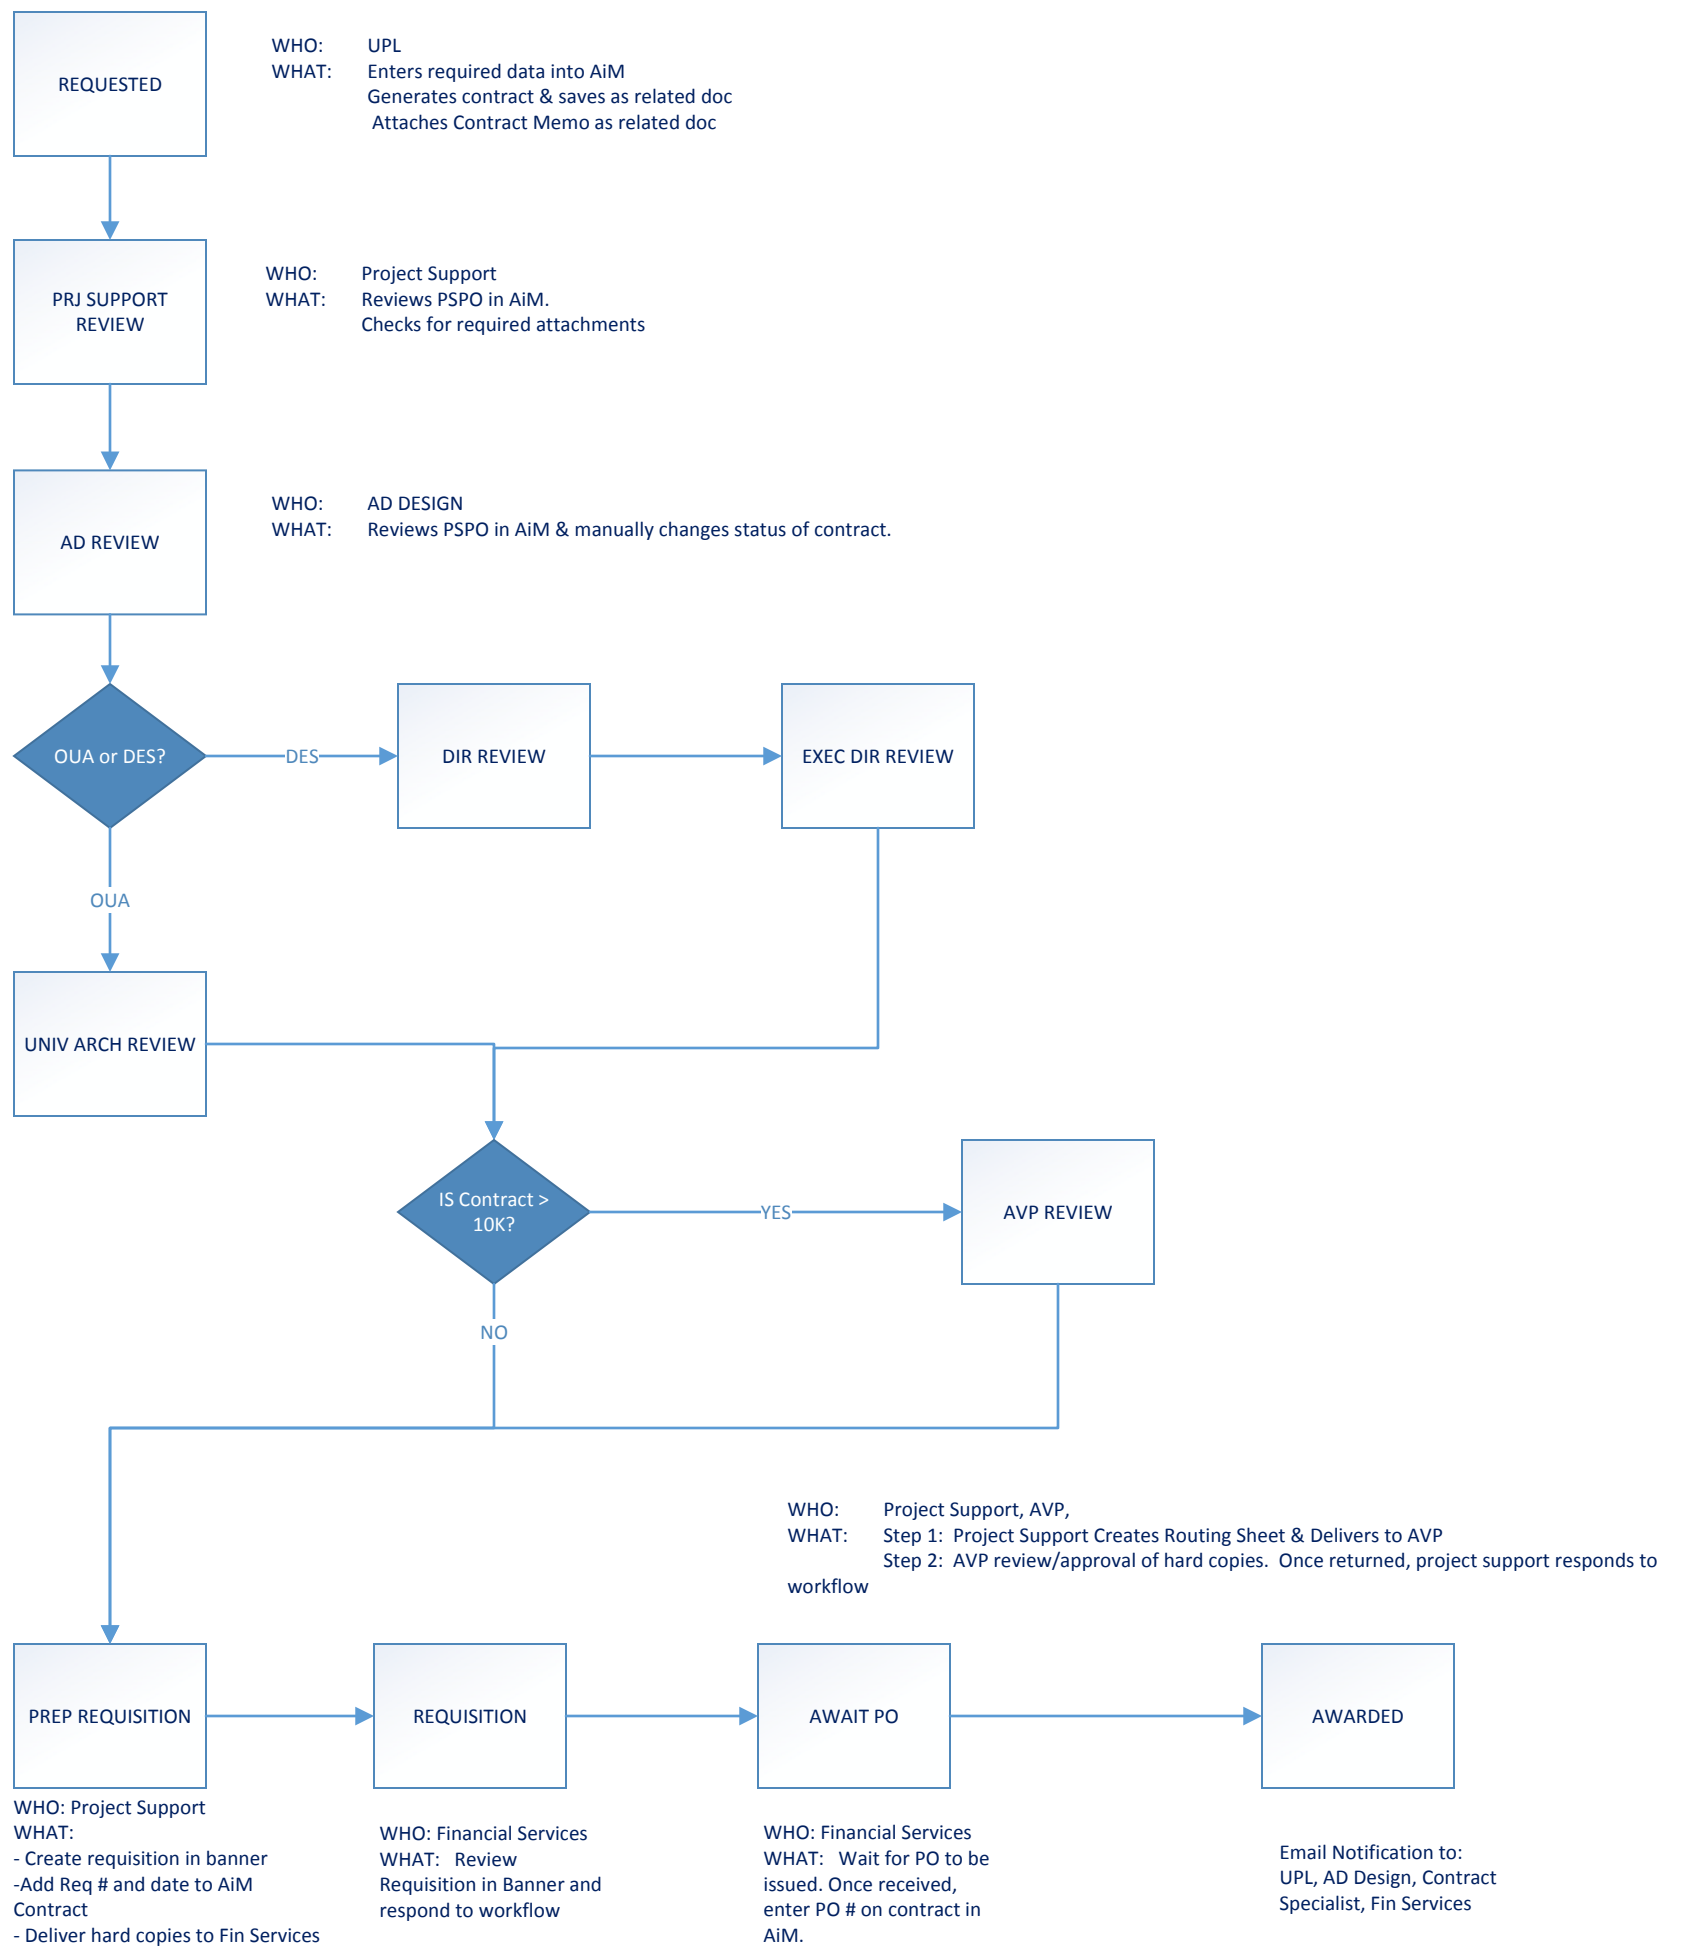 REQUESTED
WHO: UPL
WHAT: Enters required data into AiM
Generates contract & saves as related doc
Attaches Contract Memo as related doc
PRJ SUPPORT
REVIEW
WHO: Project Support
WHAT: Reviews PSPO in AiM.
Checks for required attachments
AD REVIEW
WHO: AD DESIGN
WHAT: Reviews PSPO in AiM & manually changes status of contract.
OUA or DES?
DES
DIR REVIEW
EXEC DIR REVIEW
OUA
UNIV ARCH REVIEW
IS Contract >
10K?
YES
AVP REVIEW
NO
WHO: Project Support, AVP,
WHAT: Step 1: Project Support Creates Routing Sheet & Delivers to AVP
Step 2: AVP review/approval of hard copies. Once returned, project support responds to
workflow
PREP REQUISITION
REQUISITION
AWAIT PO
AWARDED
WHO: Project Support
WHAT:
- Create requisition in banner
-Add Req # and date to AiM
Contract
- Deliver hard copies to Fin Services
WHO: Financial Services
WHAT: Review
Requisition in Banner and
respond to workflow
WHO: Financial Services
WHAT: Wait for PO to be
issued. Once received,
enter PO # on contract in
AiM.
Email Notification to:
UPL, AD Design, Contract
Specialist, Fin Services